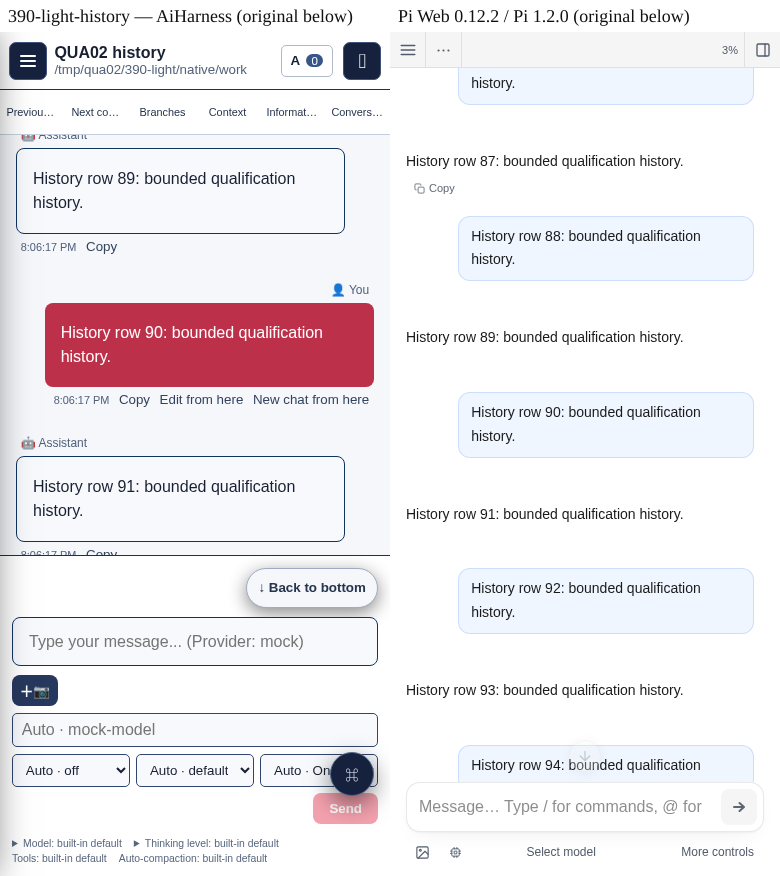 390-light-history — AiHarness (original below)
QUA02 history
/tmp/qua02/390-light/native/work
A 0
Previou… Next co… Branches Context Informat… Convers…
Assistant
History row 89: bounded qualification
history.
8:06:17 PM Copy
You
History row 90: bounded qualification
history.
8:06:17 PM Copy Edit from here New chat from here
Assistant
History row 91: bounded qualification
history.
8:06:17 PM Copy
↓ Back to bottom
Type your message... (Provider: mock)
Auto · mock-model
Auto · off Auto · default Auto · On
Send
Model: built-in default Thinking level: built-in default
Tools: built-in default Auto-compaction: built-in default
Pi Web 0.12.2 / Pi 1.2.0 (original below)
3%
history.
History row 87: bounded qualification history.
Copy
History row 88: bounded qualification
history.
History row 89: bounded qualification history.
History row 90: bounded qualification
history.
History row 91: bounded qualification history.
History row 92: bounded qualification
history.
History row 93: bounded qualification history.
History row 94: bounded qualification
Message… Type / for commands, @ for
Select model More controls